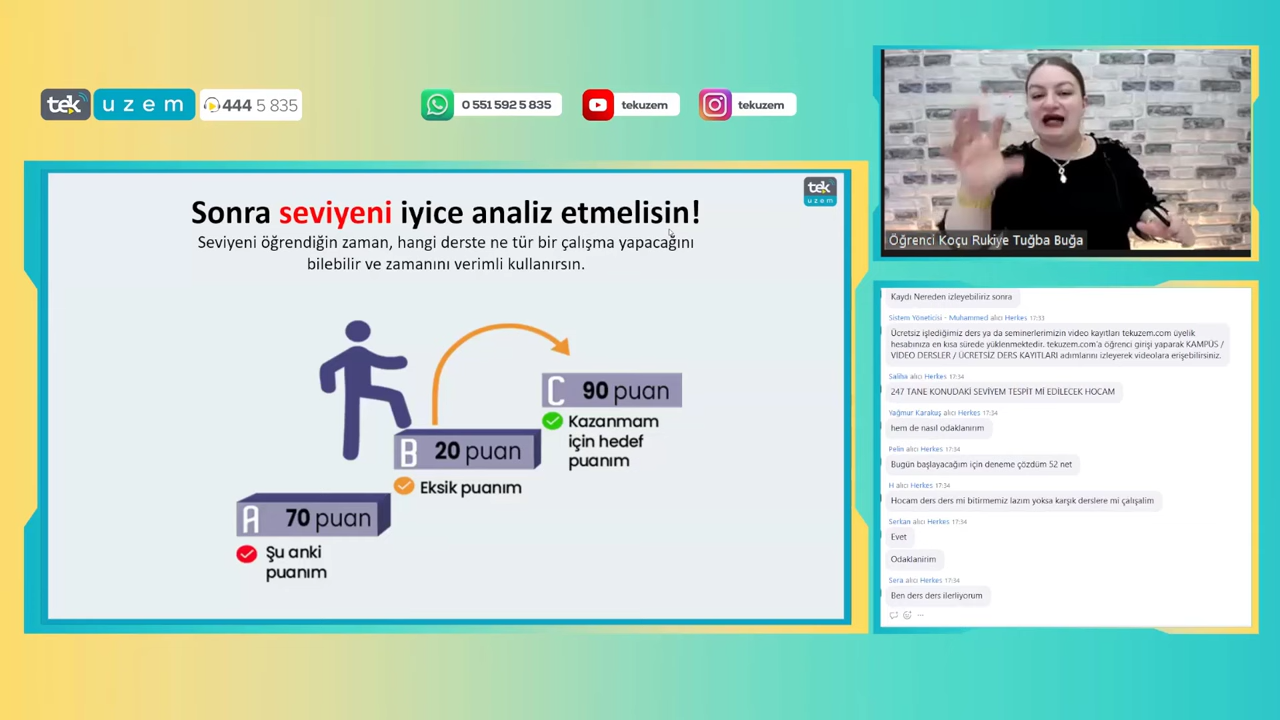 tek uzem 444 5 835
0 551 592 5 835
tekuzem
tekuzem
tek
uzem
Sonra seviyeni iyice analiz etmelisin!
Seviyeni öğrendiğin zaman, hangi derste ne tür bir çalışma yapacağını
bilebilir ve zamanını verimli kullanırsın.
C 90 puan
Kazanmam
için hedef
puanım
B 20 puan
Eksik puanım
A 70 puan
Şu anki
puanım
Öğrenci Koçu Rukiye Tuğba Buğa
Kaydı Nereden izleyebiliriz sonra
Sistem Yöneticisi - Muhammed alıcı Herkes 17:33
Ücretsiz işlediğimiz ders ya da seminerlerimizin video kayıtları tekuzem.com üyelik
hesabınıza en kısa sürede yüklenmektedir. tekuzem.com'a öğrenci girişi yaparak KAMPÜS /
VİDEO DERSLER / ÜCRETSİZ DERS KAYITLARI adımlarını izleyerek videolara erişebilirsiniz.
Saliha alıcı Herkes 17:34
247 TANE KONUDAKİ SEVİYEM TESPİT Mİ EDİLECEK HOCAM
Yağmur Karakuş alıcı Herkes 17:34
hem de nasıl odaklanırım
Pelin alıcı Herkes 17:34
Bugün başlayacağım için deneme çözdüm 52 net
H alıcı Herkes 17:34
Hocam ders ders mi bitirmemiz lazım yoksa karşık derslere mi çalışalim
Serkan alıcı Herkes 17:34
Evet
Odaklanirim
Sera alıcı Herkes 17:34
Ben ders ders ilerliyorum